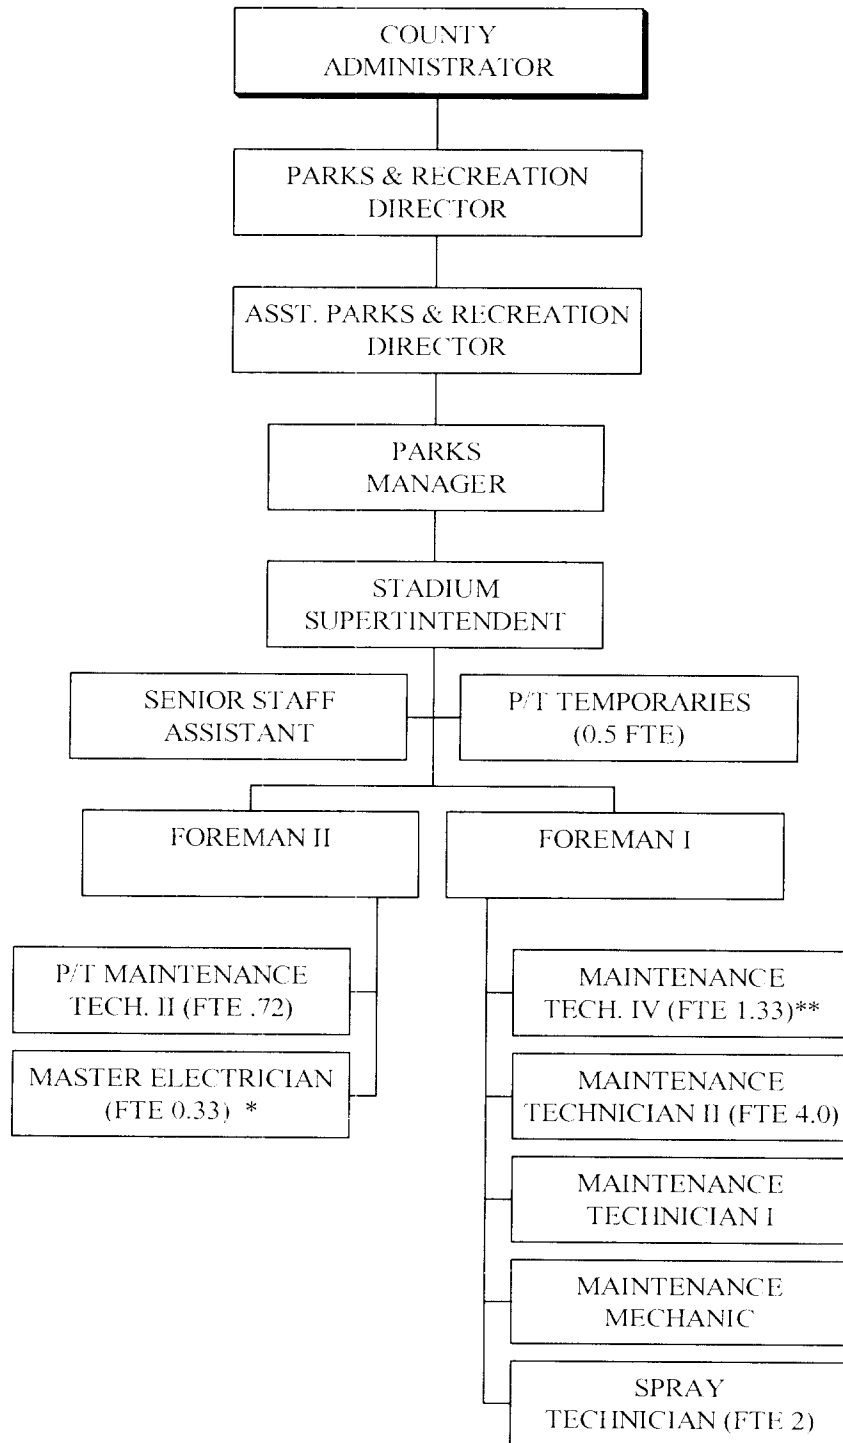 COUNTY
ADMINISTRATOR
PARKS & RECREATION
DIRECTOR
ASST. PARKS & RECREATION
DIRECTOR
PARKS
MANAGER
STADIUM
SUPERTINTENDENT
SENIOR STAFF
ASSISTANT
P/T TEMPORARIES
(0.5 FTE)
FOREMAN II
FOREMAN I
P/T MAINTENANCE
TECH. II (FTE .72)
MASTER ELECTRICIAN
(FTE 0.33) *
MAINTENANCE
TECH. IV (FTE 1.33)**
MAINTENANCE
TECHNICIAN II (FTE 4.0)
MAINTENANCE
TECHNICIAN I
MAINTENANCE
MECHANIC
SPRAY
TECHNICIAN (FTE 2)